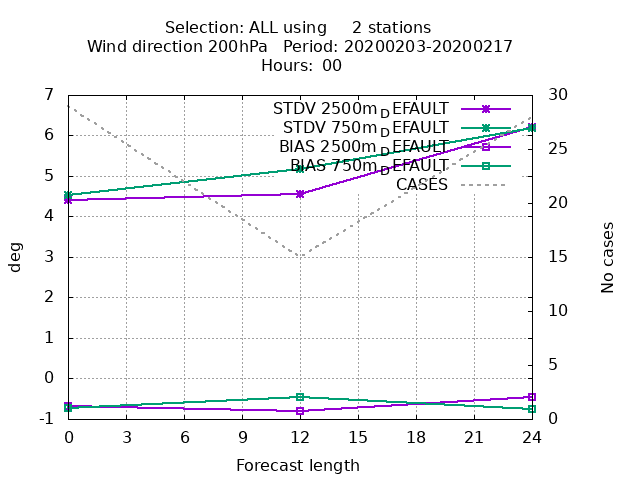 Selection: ALL using 2 stations
Wind direction 200hPa Period: 20200203-20200217
Hours: 00
STDV 2500m_DEFAULT
STDV 750m_DEFAULT
BIAS 2500m_DEFAULT
BIAS 750m_DEFAULT
CASES
7
6
5
4
3
2
1
0
-1
deg
30
25
20
15
10
5
0
No cases
0 3 6 9 12 15 18 21 24
Forecast length